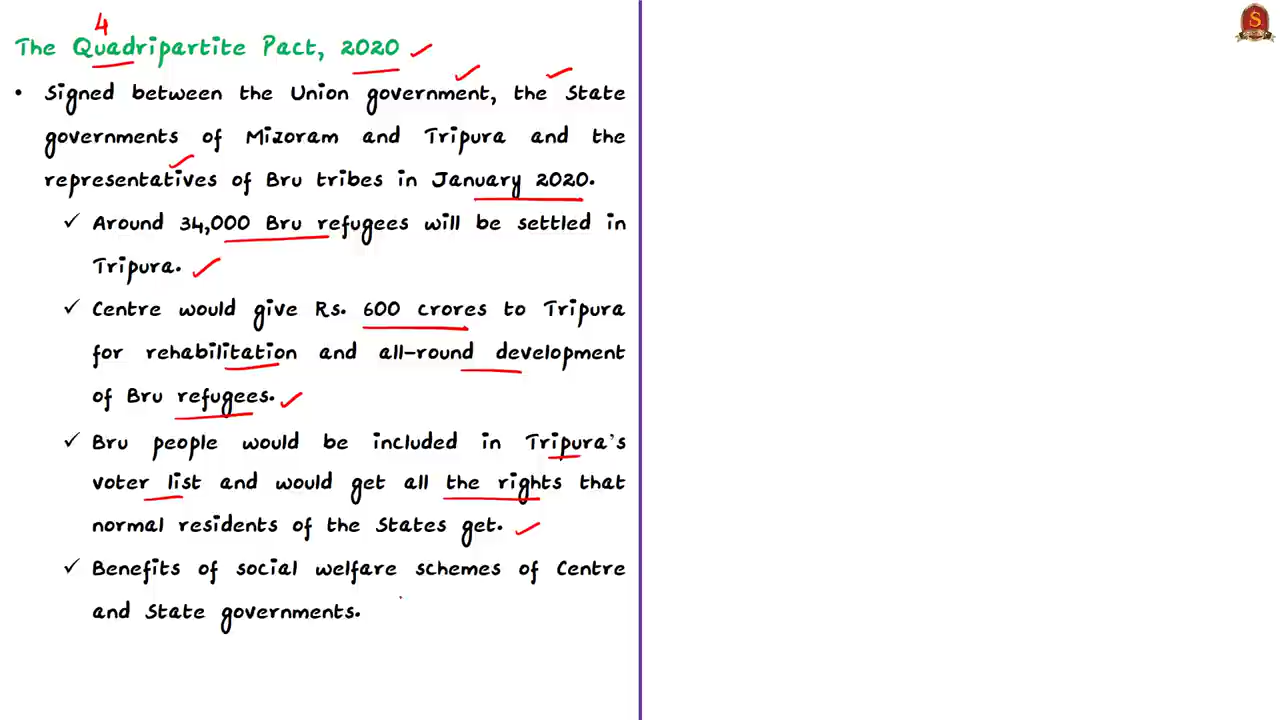 4
The Quadripartite Pact, 2020
• Signed between the Union government, the State
governments of Mizoram and Tripura and the
representatives of Bru tribes in January 2020.
✓ Around 34,000 Bru refugees will be settled in
Tripura.
✓ Centre would give Rs. 600 crores to Tripura
for rehabilitation and all-round development
of Bru refugees.
✓ Bru people would be included in Tripura's
voter list and would get all the rights that
normal residents of the States get.
✓ Benefits of social welfare schemes of Centre
and State governments.
S